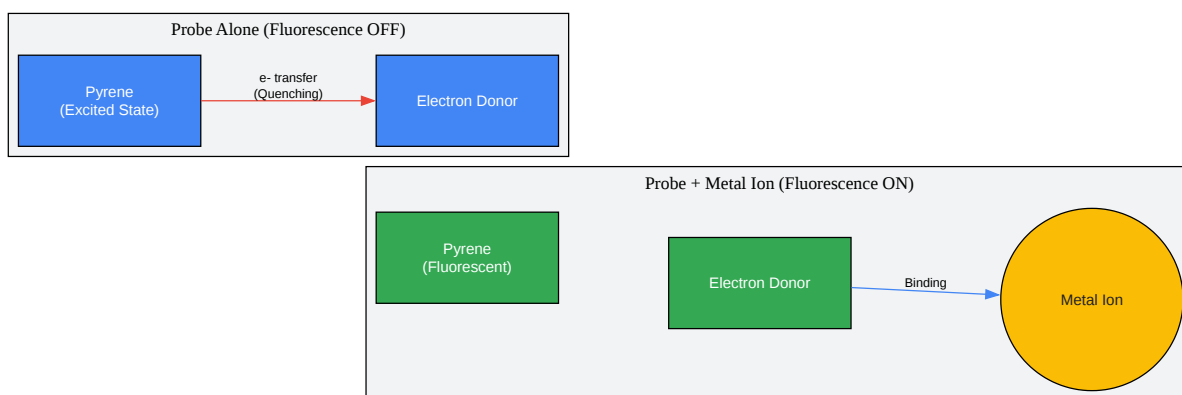 Probe Alone (Fluorescence OFF)
Pyrene
(Excited State)
e- transfer
(Quenching)
Electron Donor
Probe + Metal Ion (Fluorescence ON)
Pyrene
(Fluorescent)
Electron Donor
Binding
Metal Ion